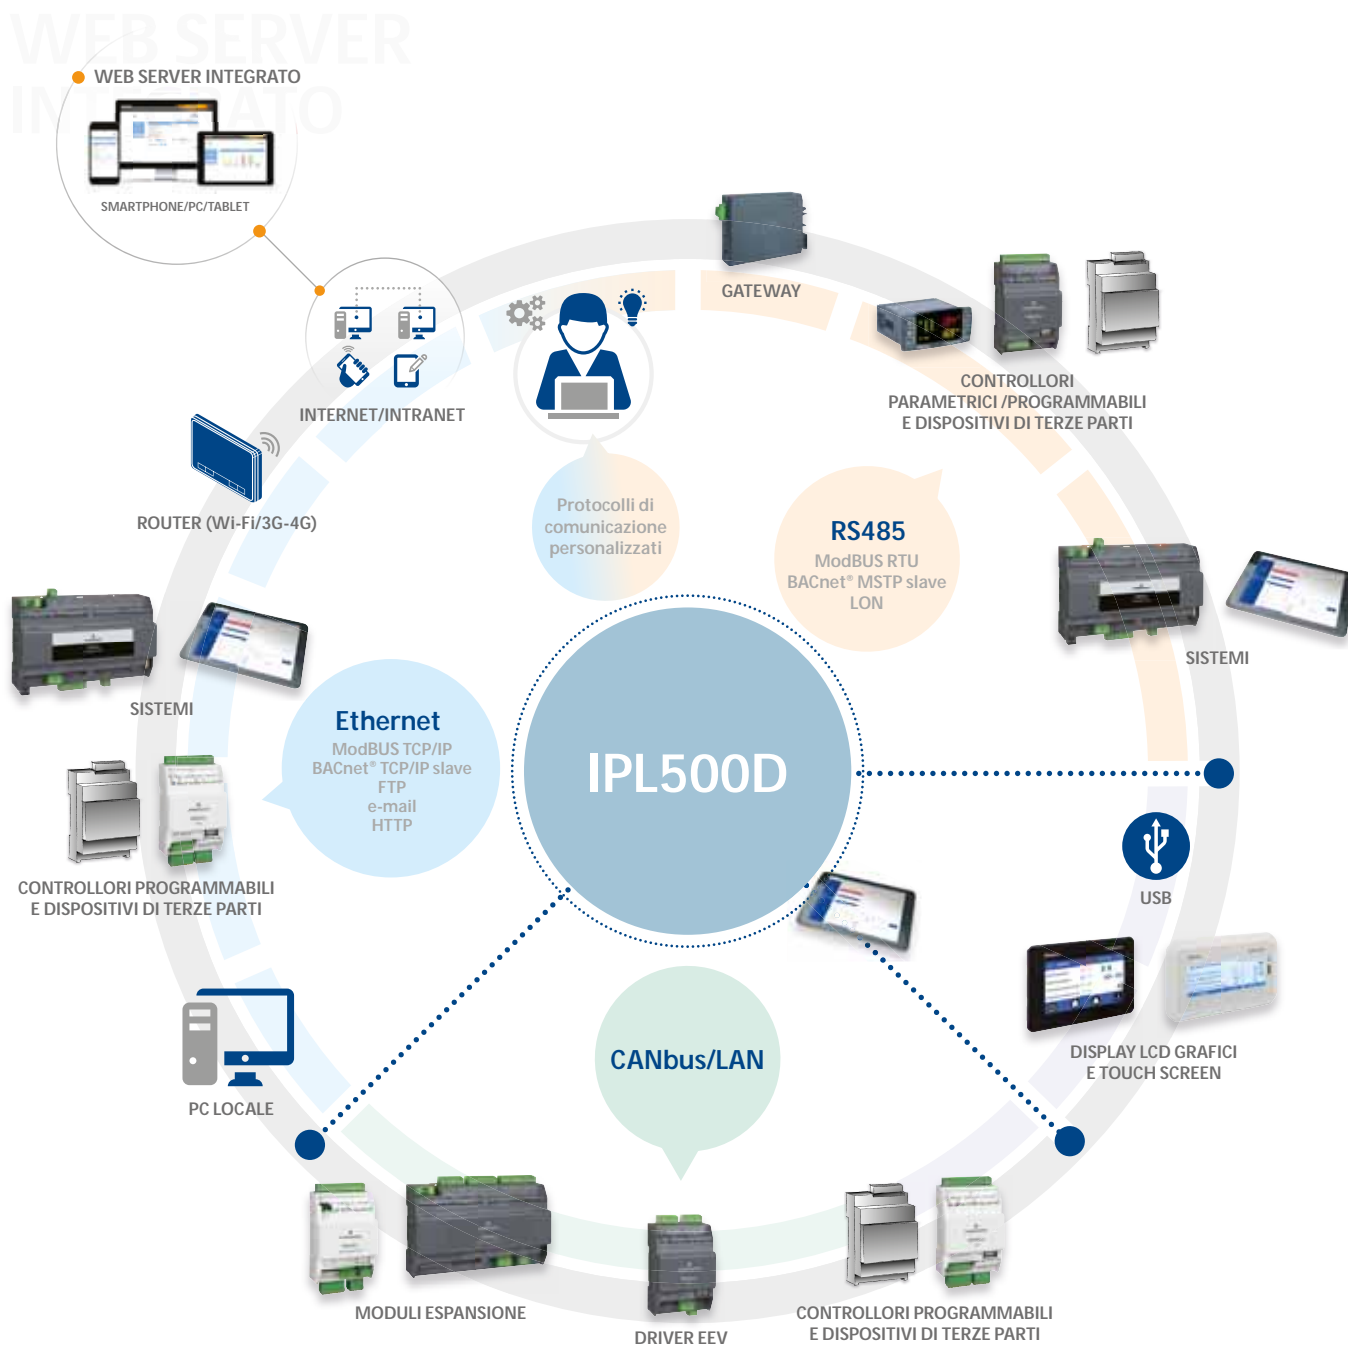 WEB SERVER
INTEGRATO
WEB SERVER INTEGRATO
SMARTPHONE/PC/TABLET
GATEWAY
INTERNET/INTRANET
CONTROLLORI
PARAMETRICI /PROGRAMMABILI
E DISPOSITIVI DI TERZE PARTI
ROUTER (Wi-Fi/3G-4G)
Protocolli di
comunicazione
personalizzati
RS485
ModBUS RTU
BACnet® MSTP slave
LON
SISTEMI
SISTEMI
Ethernet
ModBUS TCP/IP
BACnet® TCP/IP slave
FTP
e-mail
HTTP
IPL500D
CONTROLLORI PROGRAMMABILI
E DISPOSITIVI DI TERZE PARTI
USB
DISPLAY LCD GRAFICI
E TOUCH SCREEN
CANbus/LAN
PC LOCALE
MODULI ESPANSIONE
DRIVER EEV
CONTROLLORI PROGRAMMABILI
E DISPOSITIVI DI TERZE PARTI